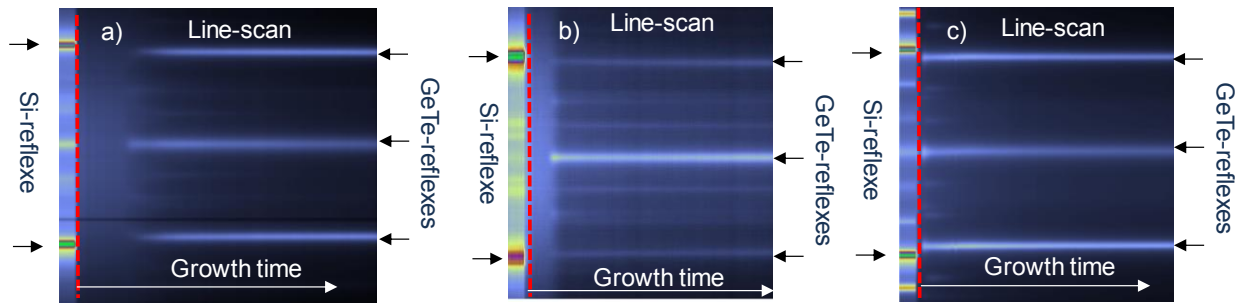 a)
Line-scan
Si-reflexe
GeTe-reflexes
Growth time
b)
Line-scan
Si-reflexe
GeTe-reflexes
Growth time
c)
Line-scan
Si-reflexe
GeTe-reflexes
Growth time